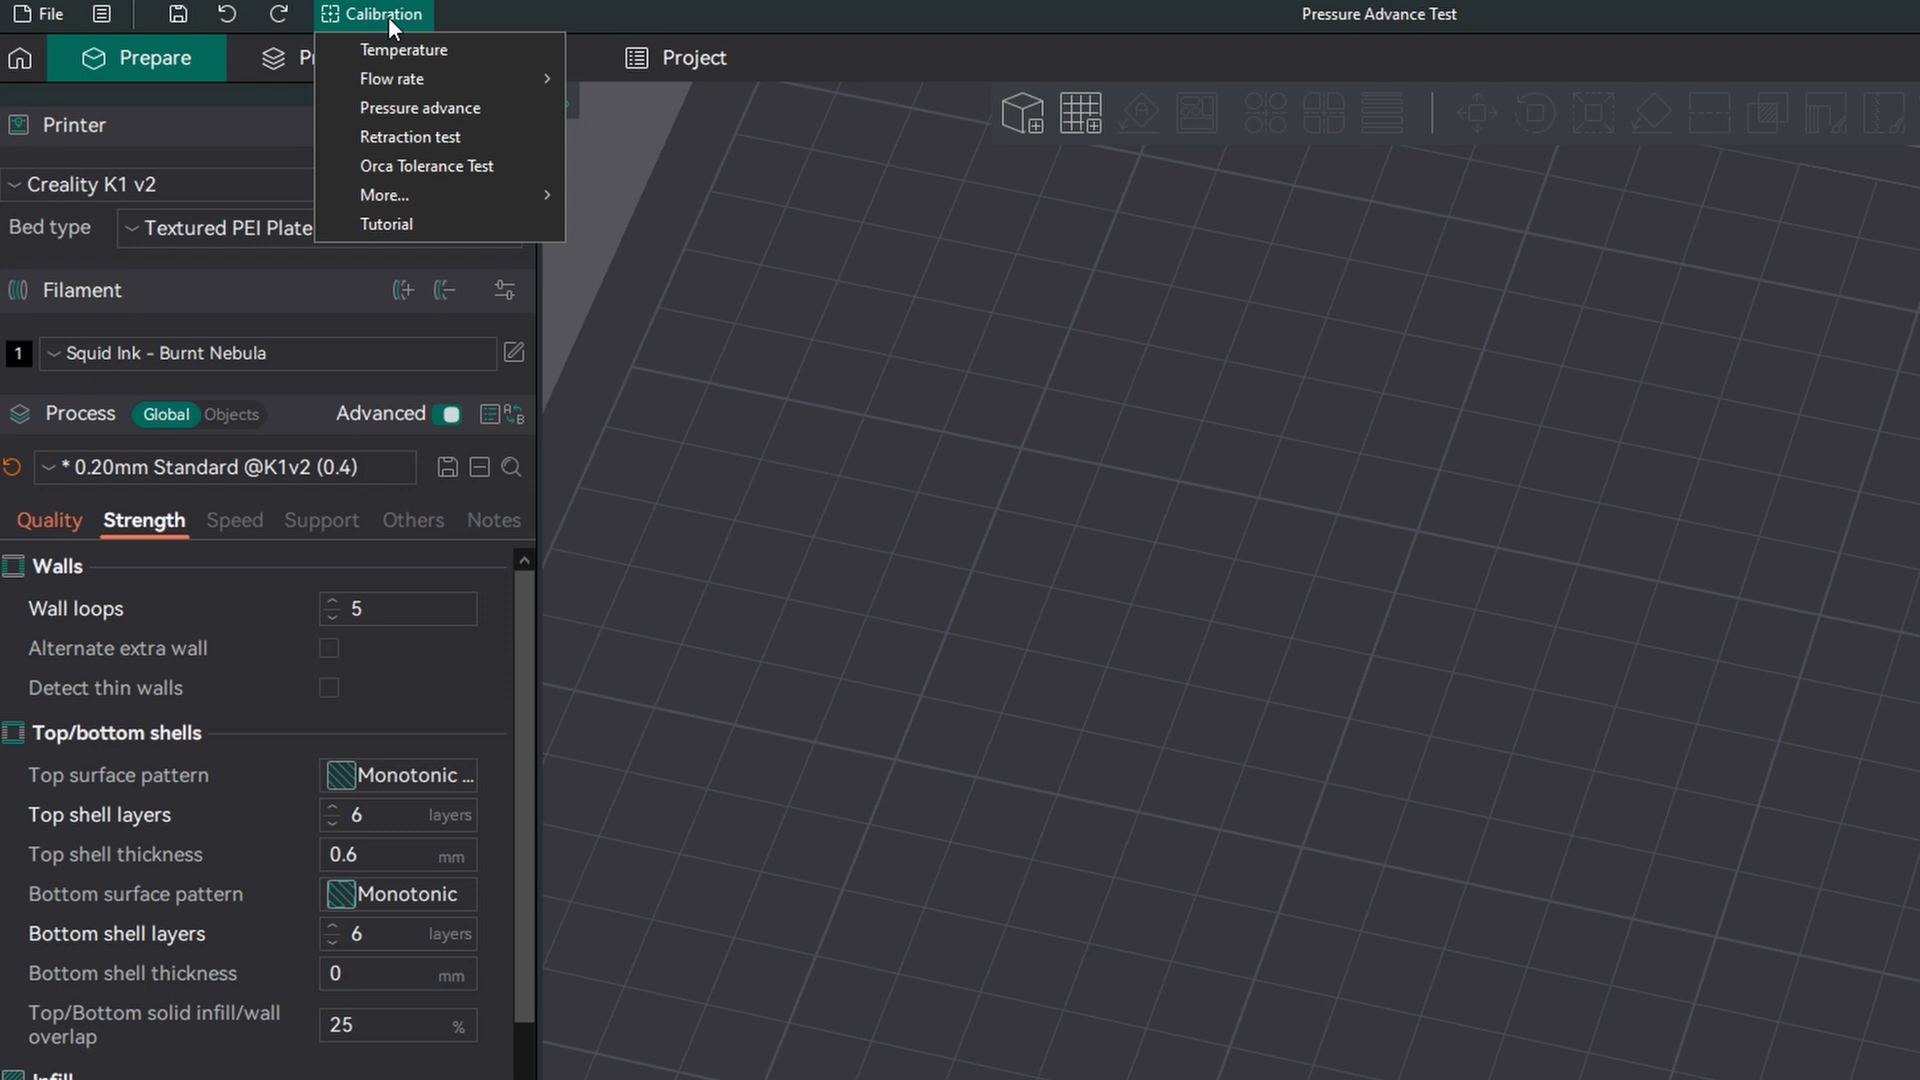 File
Calibration
Pressure Advance Test
Prepare
Project
Temperature
Flow rate
Pressure advance
Retraction test
Orca Tolerance Test
More...
Tutorial
Printer
Creality K1 v2
Bed type
Textured PEI Plate
Filament
1
Squid Ink - Burnt Nebula
Process Global Objects Advanced
* 0.20mm Standard @K1v2 (0.4)
Quality Strength Speed Support Others Notes
Walls
Wall loops 5
Alternate extra wall
Detect thin walls
Top/bottom shells
Top surface pattern Monotonic ...
Top shell layers 6 layers
Top shell thickness 0.6 mm
Bottom surface pattern Monotonic
Bottom shell layers 6 layers
Bottom shell thickness 0 mm
Top/Bottom solid infill/wall
overlap 25 %
Infill